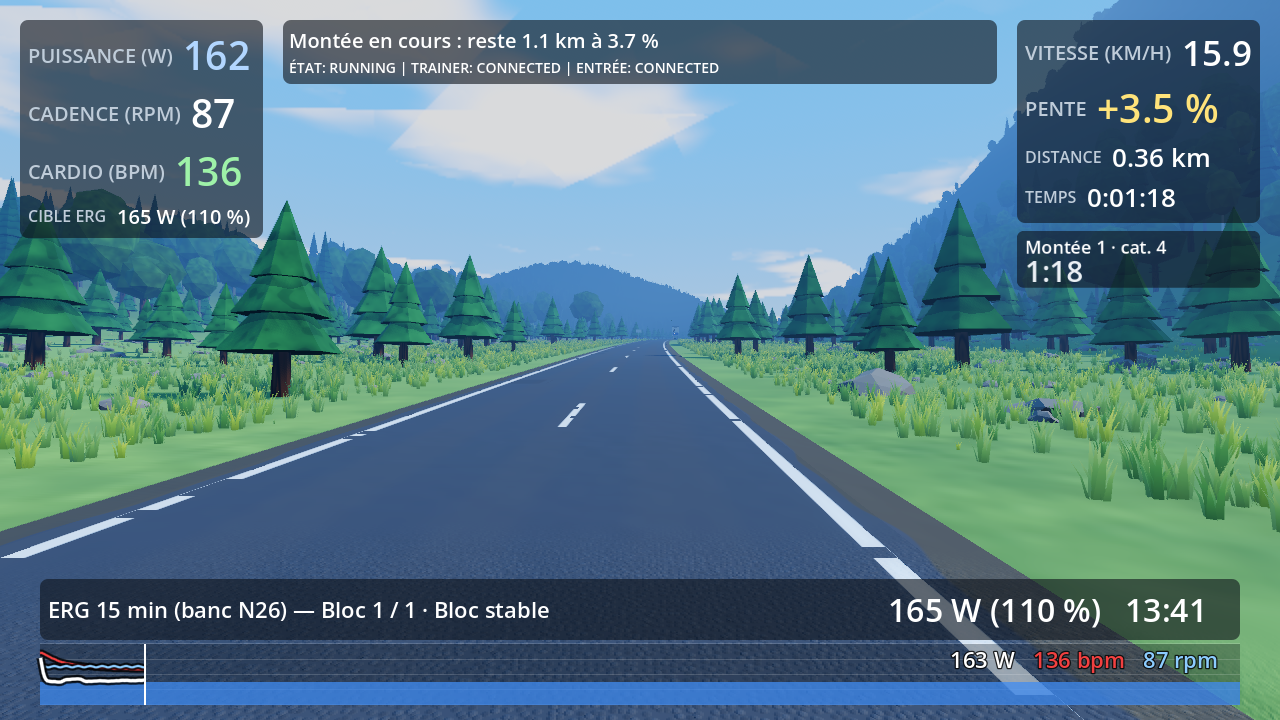 PUISSANCE (W) 162
CADENCE (RPM) 87
CARDIO (BPM) 136
CIBLE ERG 165 W (110 %)
Montée en cours : reste 1.1 km à 3.7 %
ÉTAT: RUNNING | TRAINER: CONNECTED | ENTRÉE: CONNECTED
VITESSE (KM/H) 15.9
PENTE +3.5 %
DISTANCE 0.36 km
TEMPS 0:01:18
Montée 1 · cat. 4
1:18
ERG 15 min (banc N26) — Bloc 1 / 1 · Bloc stable 165 W (110 %) 13:41
163 W 136 bpm 87 rpm